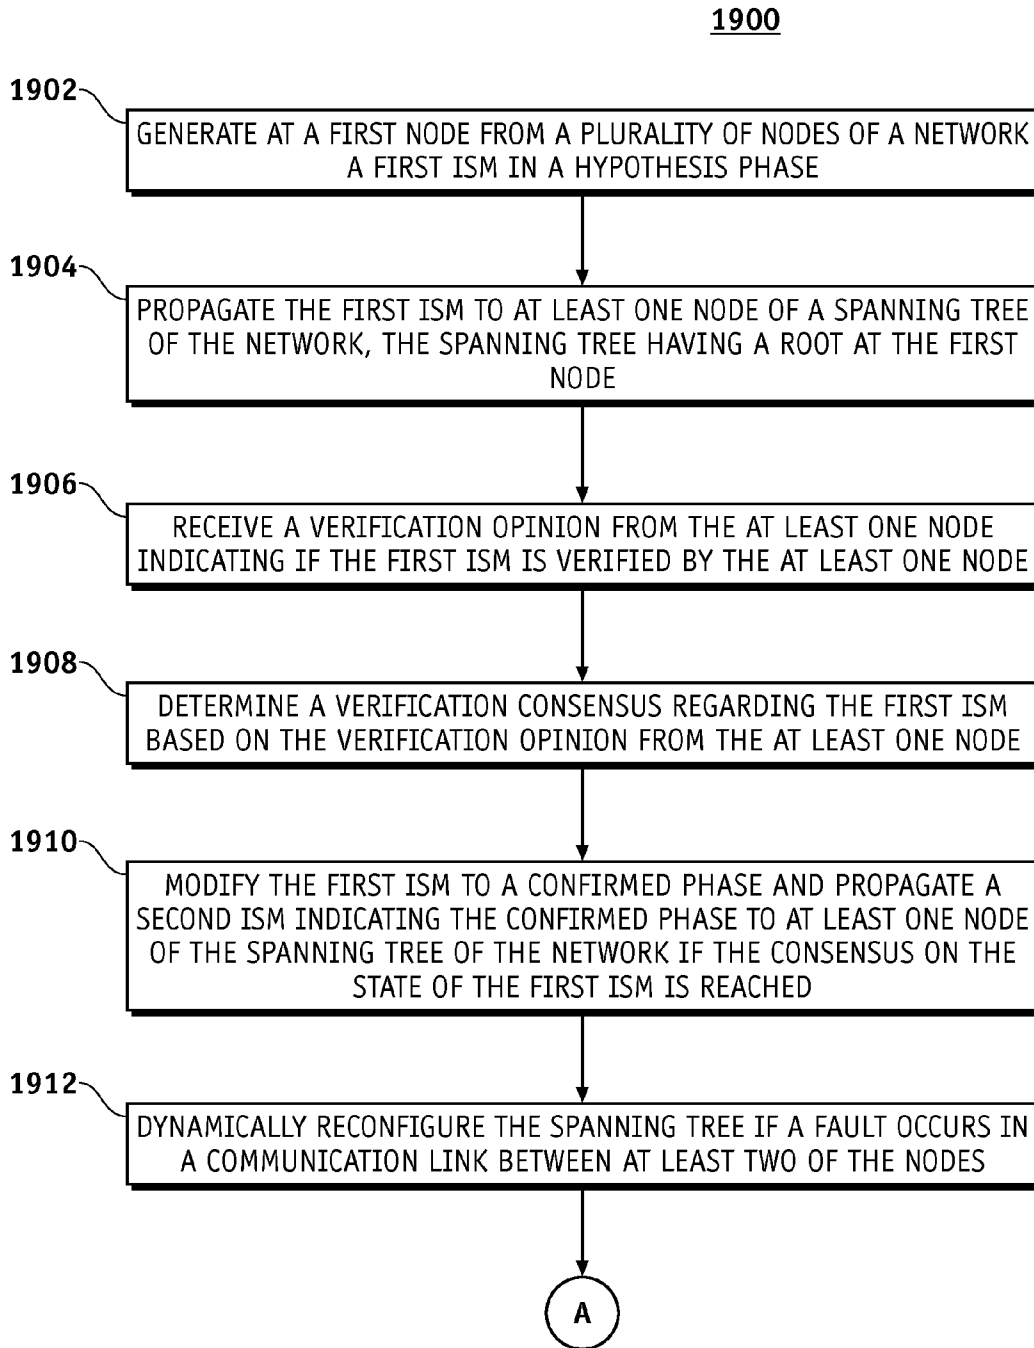 1900
1902
GENERATE AT A FIRST NODE FROM A PLURALITY OF NODES OF A NETWORK
A FIRST ISM IN A HYPOTHESIS PHASE
1904
PROPAGATE THE FIRST ISM TO AT LEAST ONE NODE OF A SPANNING TREE
OF THE NETWORK, THE SPANNING TREE HAVING A ROOT AT THE FIRST
NODE
1906
RECEIVE A VERIFICATION OPINION FROM THE AT LEAST ONE NODE
INDICATING IF THE FIRST ISM IS VERIFIED BY THE AT LEAST ONE NODE
1908
DETERMINE A VERIFICATION CONSENSUS REGARDING THE FIRST ISM
BASED ON THE VERIFICATION OPINION FROM THE AT LEAST ONE NODE
1910
MODIFY THE FIRST ISM TO A CONFIRMED PHASE AND PROPAGATE A
SECOND ISM INDICATING THE CONFIRMED PHASE TO AT LEAST ONE NODE
OF THE SPANNING TREE OF THE NETWORK IF THE CONSENSUS ON THE
STATE OF THE FIRST ISM IS REACHED
1912
DYNAMICALLY RECONFIGURE THE SPANNING TREE IF A FAULT OCCURS IN
A COMMUNICATION LINK BETWEEN AT LEAST TWO OF THE NODES
A